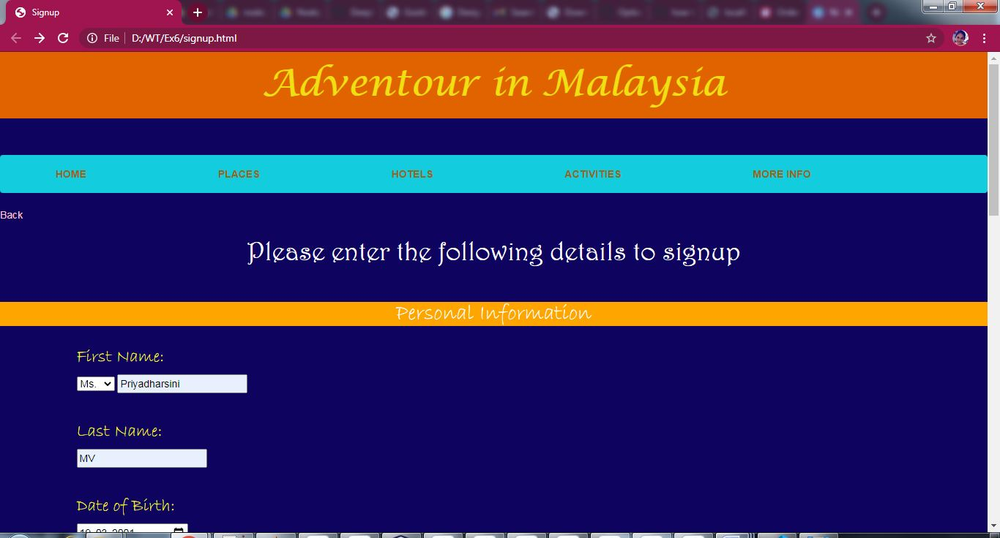 Signup
File D:/WT/Ex6/signup.html
Adventour in Malaysia
HOME PLACES HOTELS ACTIVITIES MORE INFO
Back
Please enter the following details to signup
Personal Information
First Name:
Ms. Priyadharsini
Last Name:
MV
Date of Birth: